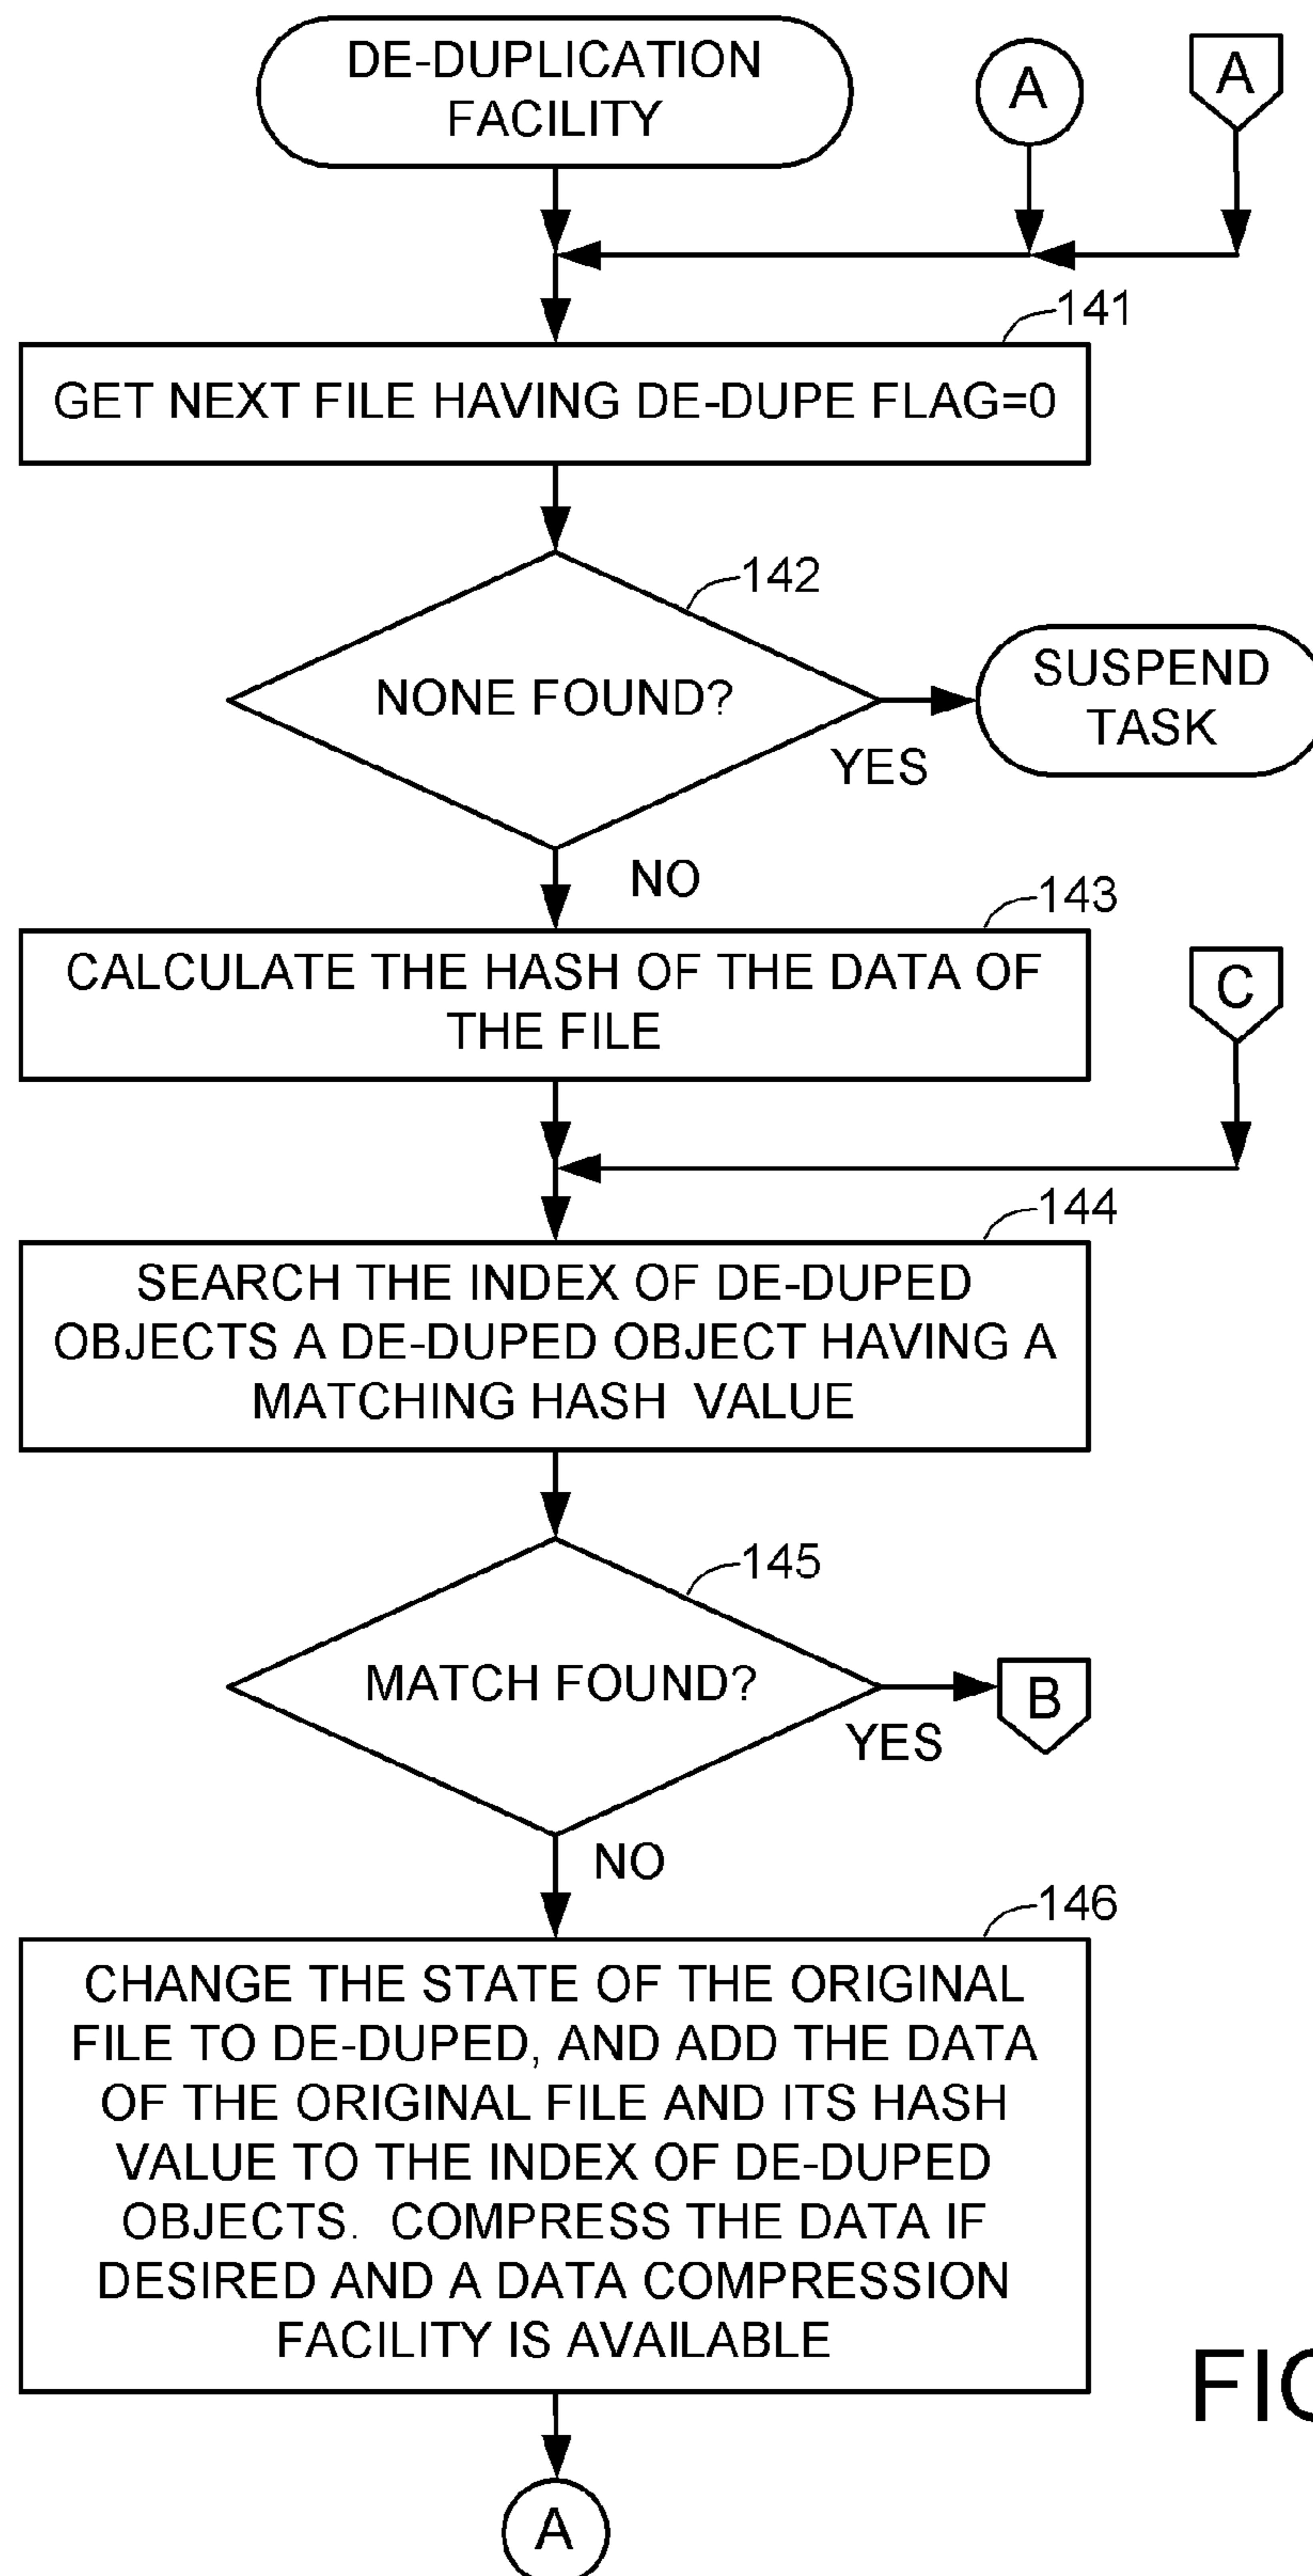 DE-DUPLICATION
FACILITY
A
A
141
GET NEXT FILE HAVING DE-DUPE FLAG=0
142
NONE FOUND?
SUSPEND
TASK
YES
NO
143
CALCULATE THE HASH OF THE DATA OF
THE FILE
C
144
SEARCH THE INDEX OF DE-DUPED
OBJECTS A DE-DUPED OBJECT HAVING A
MATCHING HASH VALUE
145
MATCH FOUND?
B
YES
NO
146
CHANGE THE STATE OF THE ORIGINAL
FILE TO DE-DUPED, AND ADD THE DATA
OF THE ORIGINAL FILE AND ITS HASH
VALUE TO THE INDEX OF DE-DUPED
OBJECTS. COMPRESS THE DATA IF
DESIRED AND A DATA COMPRESSION
FACILITY IS AVAILABLE
A